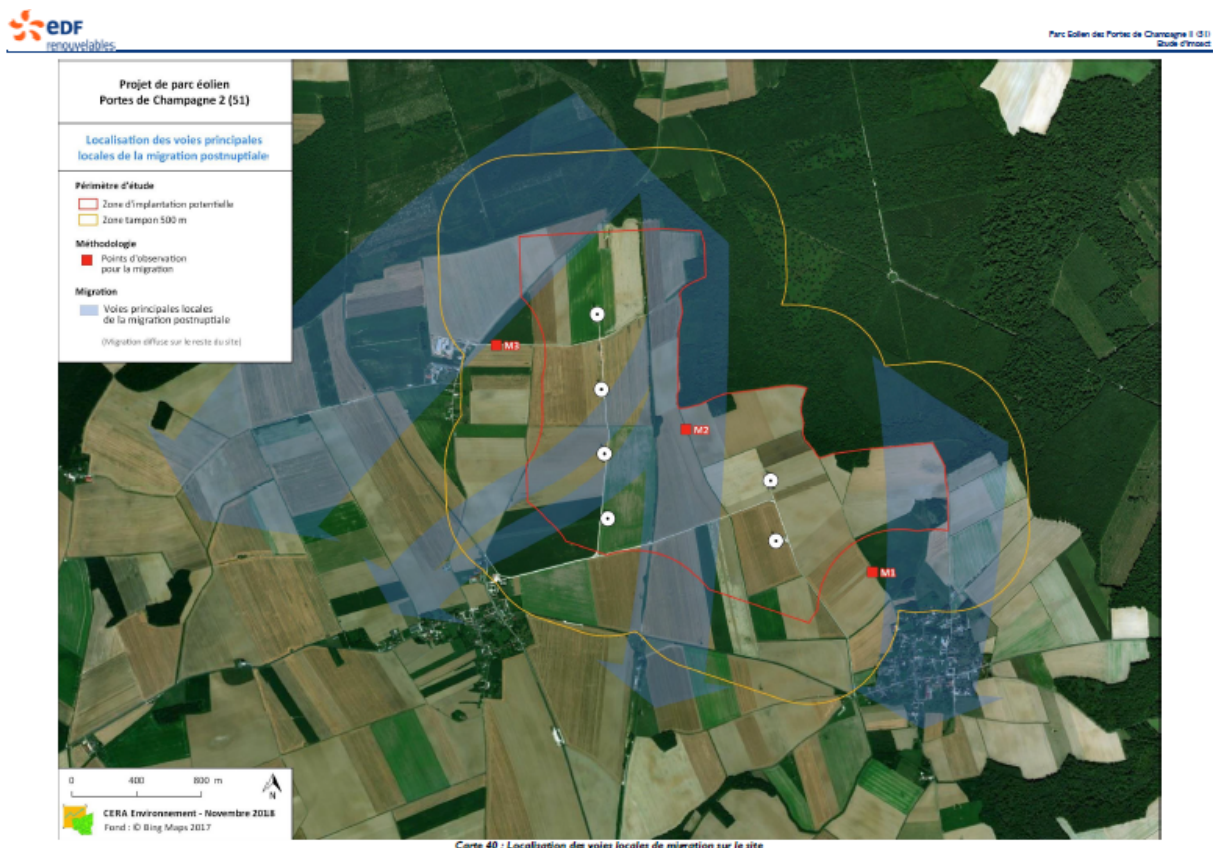 eDF
renouvelables
Parc Eolien des Portes de Champagne II (51)
Etude d'impact
Projet de parc éolien
Portes de Champagne 2 (51)
Localisation des voies principales
locales de la migration postnuptiale
Périmètre d'étude
Zone d'implantation potentielle
Zone tampon 500 m
Méthodologie
Points d'observation
pour la migration
Migration
Voies principales locales
de la migration postnuptiale
(Migration diffuse sur le reste du site)
M3
M2
M1
0 400 800 m
N
CERA Environnement - Novembre 2018
Fond : © Bing Maps 2017
Carte 40 : Localisation des voies locales de migration sur le site